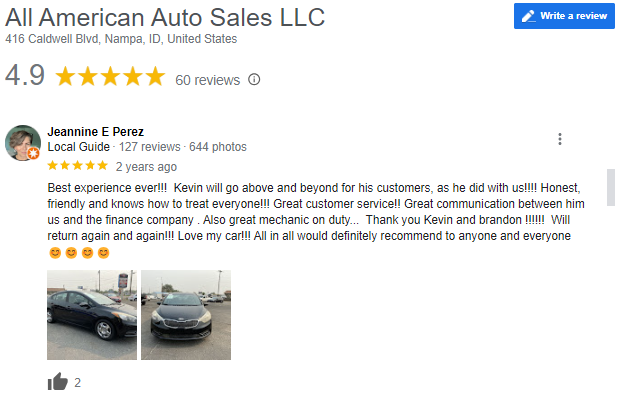 All American Auto Sales LLC
Write a review
416 Caldwell Blvd, Nampa, ID, United States
4.9
60 reviews
Jeannine E Perez
Local Guide · 127 reviews · 644 photos
2 years ago
Best experience ever!!! Kevin will go above and beyond for his customers, as he did with us!!!! Honest,
friendly and knows how to treat everyone!!! Great customer service!! Great communication between him
us and the finance company . Also great mechanic on duty... Thank you Kevin and brandon !!!!!! Will
return again and again!!! Love my car!!! All in all would definitely recommend to anyone and everyone
😊😊😊😊
2